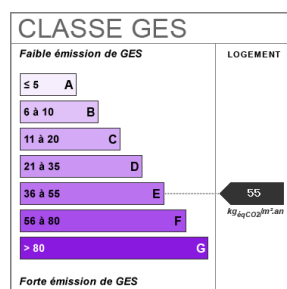 CLASSE GES
Faible émission de GES
LOGEMENT
≤ 5 A
6 à 10 B
11 à 20 C
21 à 35 D
36 à 55 E
55
kgéqCO2/m².an
56 à 80 F
> 80 G
Forte émission de GES